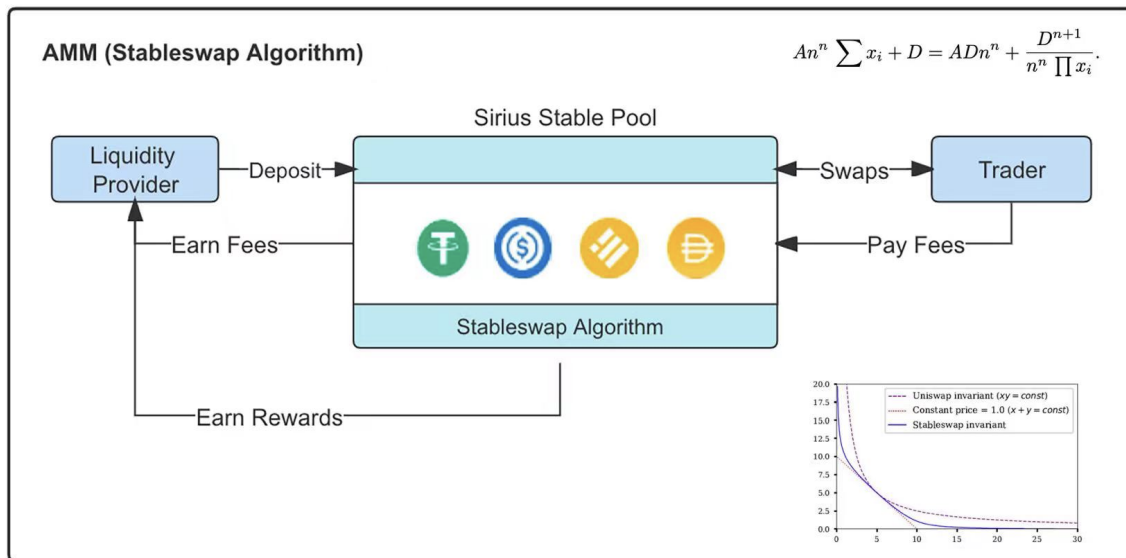 AMM (Stableswap Algorithm)
An^n ∑ x_i + D = ADn^n + D^{n+1} / (n^n ∏ x_i).
Sirius Stable Pool
Liquidity
Provider
Deposit
Swaps
Trader
Earn Fees
Pay Fees
Stableswap Algorithm
Earn Rewards
20.0
17.5
15.0
12.5
10.0
7.5
5.0
2.5
0.0
Uniswap invariant (xy = const)
Constant price = 1.0 (x + y = const)
Stableswap invariant
0 5 10 15 20 25 30